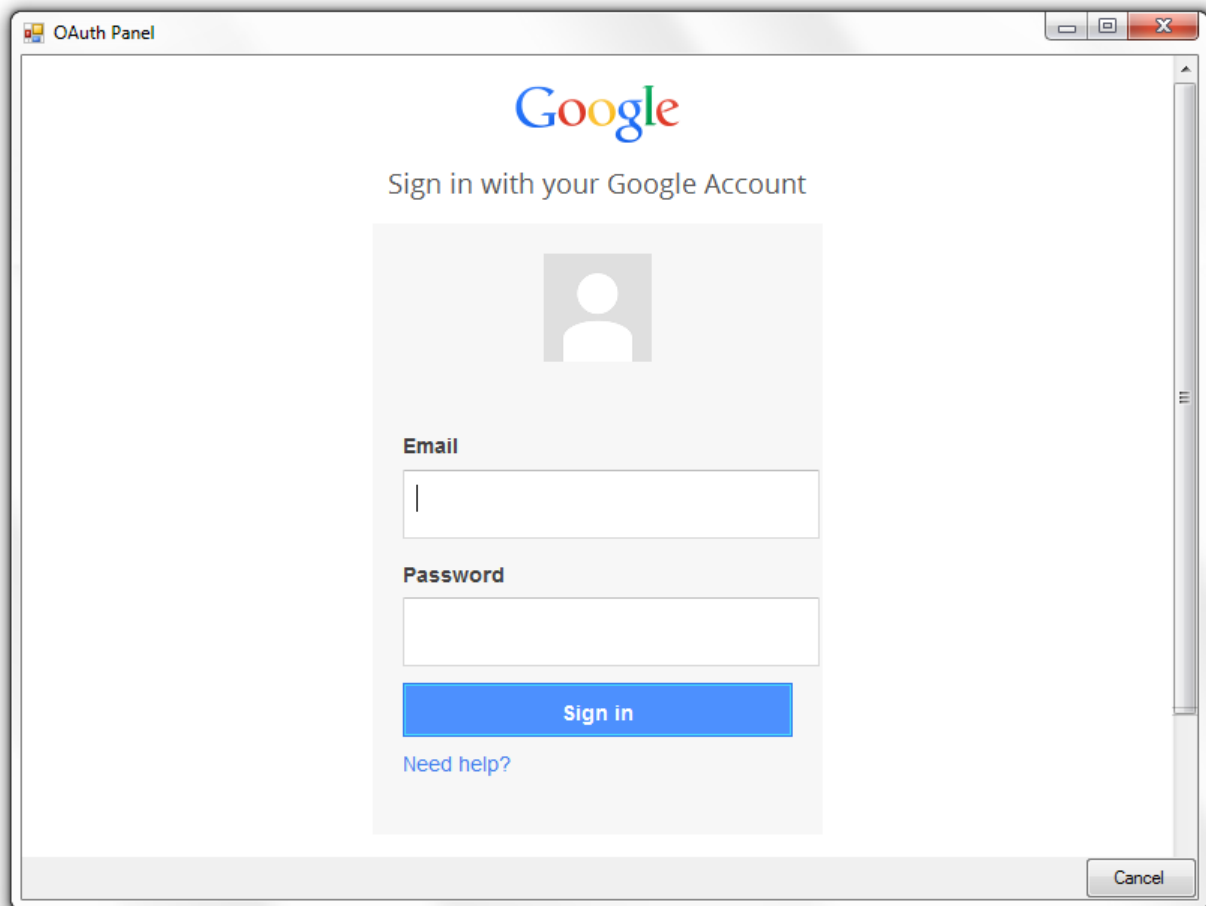 OAuth Panel
Google
Sign in with your Google Account
Email
Password
Sign in
Need help?
Cancel